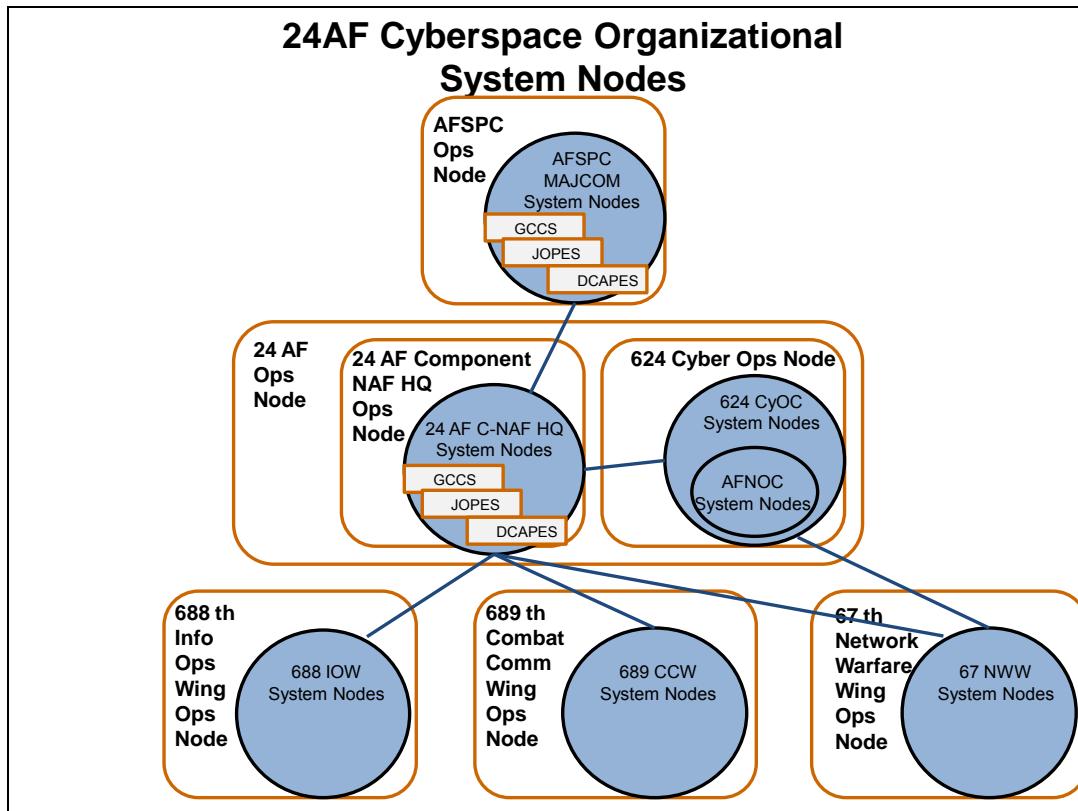 24AF Cyberspace Organizational
System Nodes
AFSPC
Ops
Node
AFSPC
MAJCOM
System Nodes
GCCS
JOPES
DCAPES
24 AF
Ops
Node
24 AF Component
NAF HQ
Ops
Node
24 AF C-NAF HQ
System Nodes
GCCS
JOPES
DCAPES
624 Cyber Ops Node
624 CyOC
System Nodes
AFNOC
System Nodes
688 th
Info
Ops
Wing
Ops
Node
688 IOW
System Nodes
689 th
Combat
Comm
Wing
Ops
Node
689 CCW
System Nodes
67 th
Network
Warfare
Wing
Ops
Node
67 NWW
System Nodes